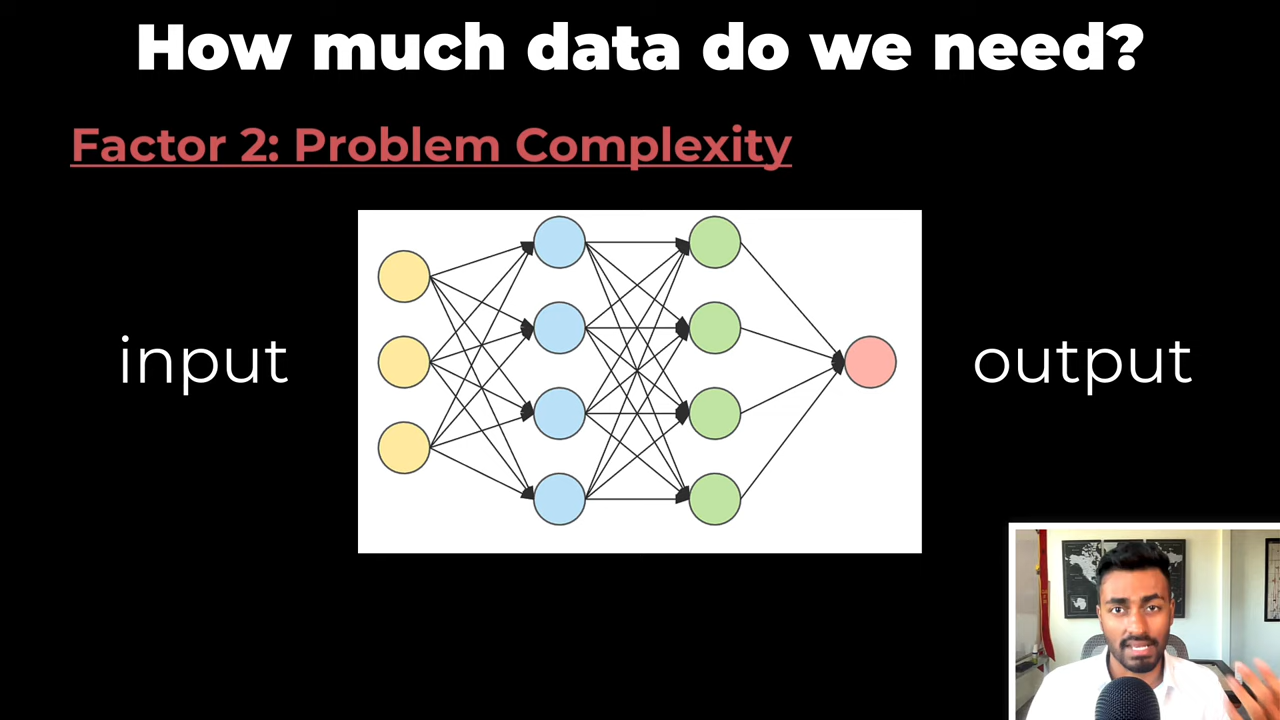 How much data do we need?
Factor 2: Problem Complexity
input
output